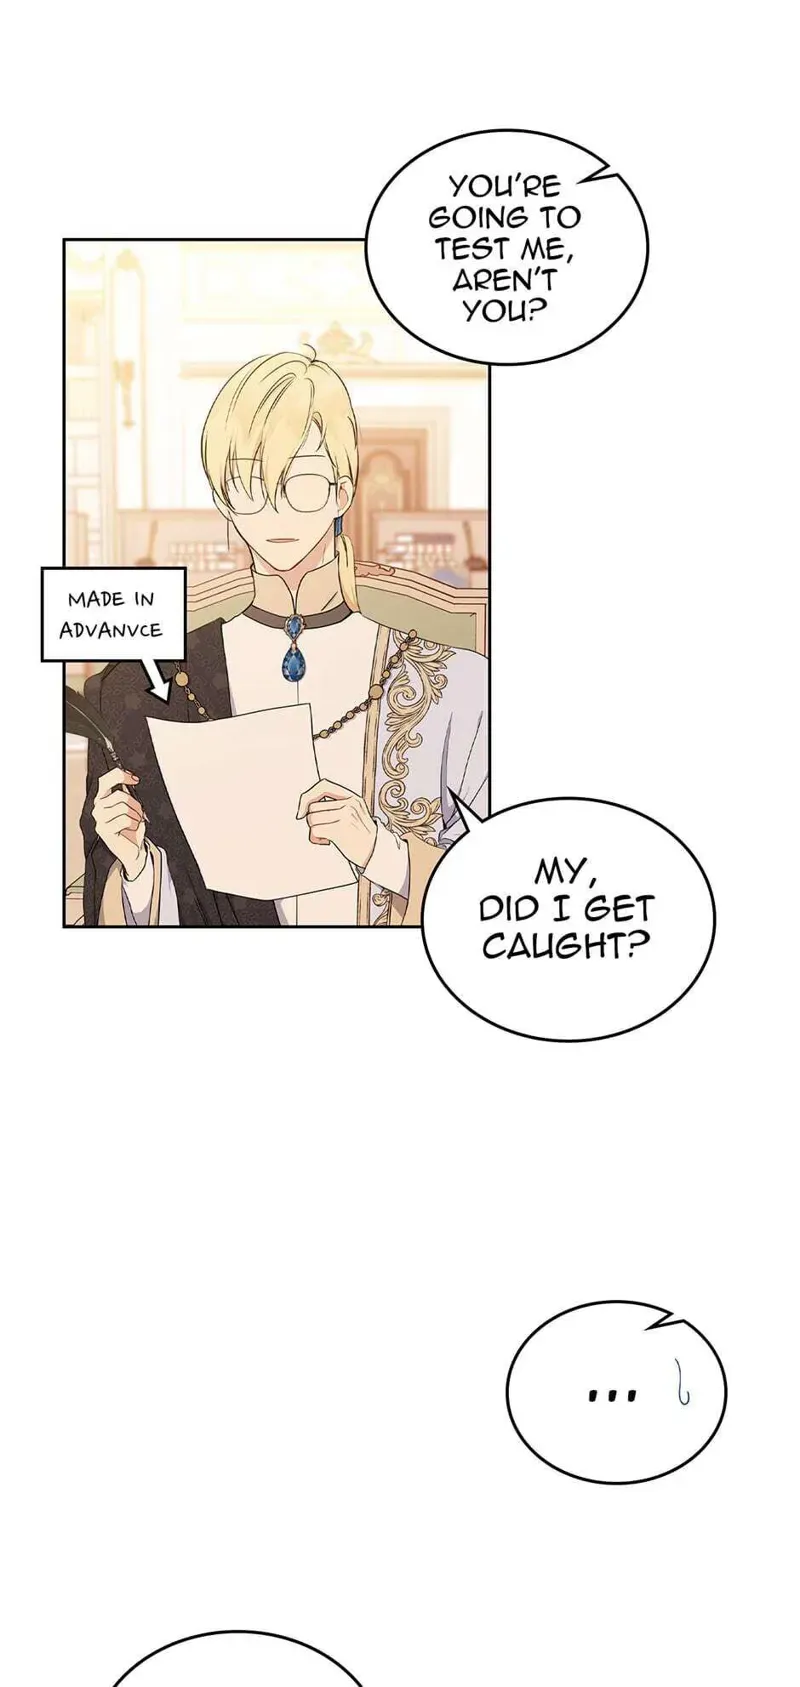 YOU'RE
GOING TO
TEST ME,
AREN'T
YOU?
MADE IN
ADVANVCE
MY,
DID I GET
CAUGHT?
...